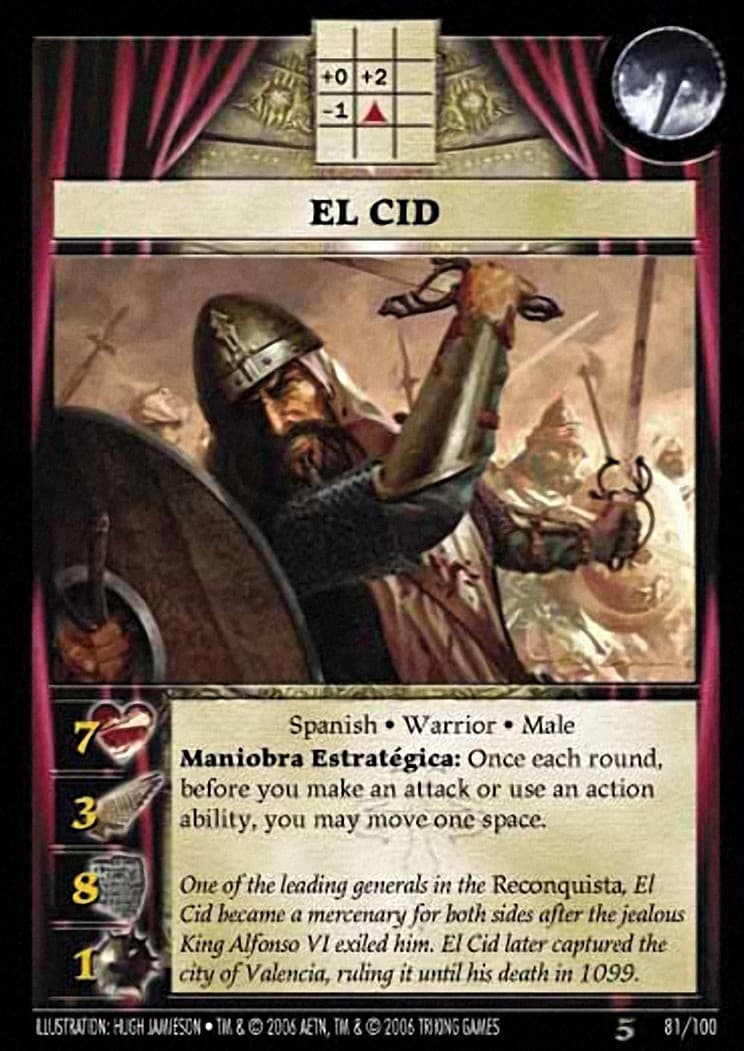 +0 +2
-1
EL CID
7
3
8
1
Spanish • Warrior • Male
Maniobra Estratégica: Once each round,
before you make an attack or use an action
ability, you may move one space.
One of the leading generals in the Reconquista, El
Cid became a mercenary for both sides after the jealous
King Alfonso VI exiled him. El Cid later captured the
city of Valencia, ruling it until his death in 1099.
ILLUSTRATION: HUGH JAMIESON • TM & © 2006 AETN, TM & © 2006 TRIKING GAMES
5 81/100